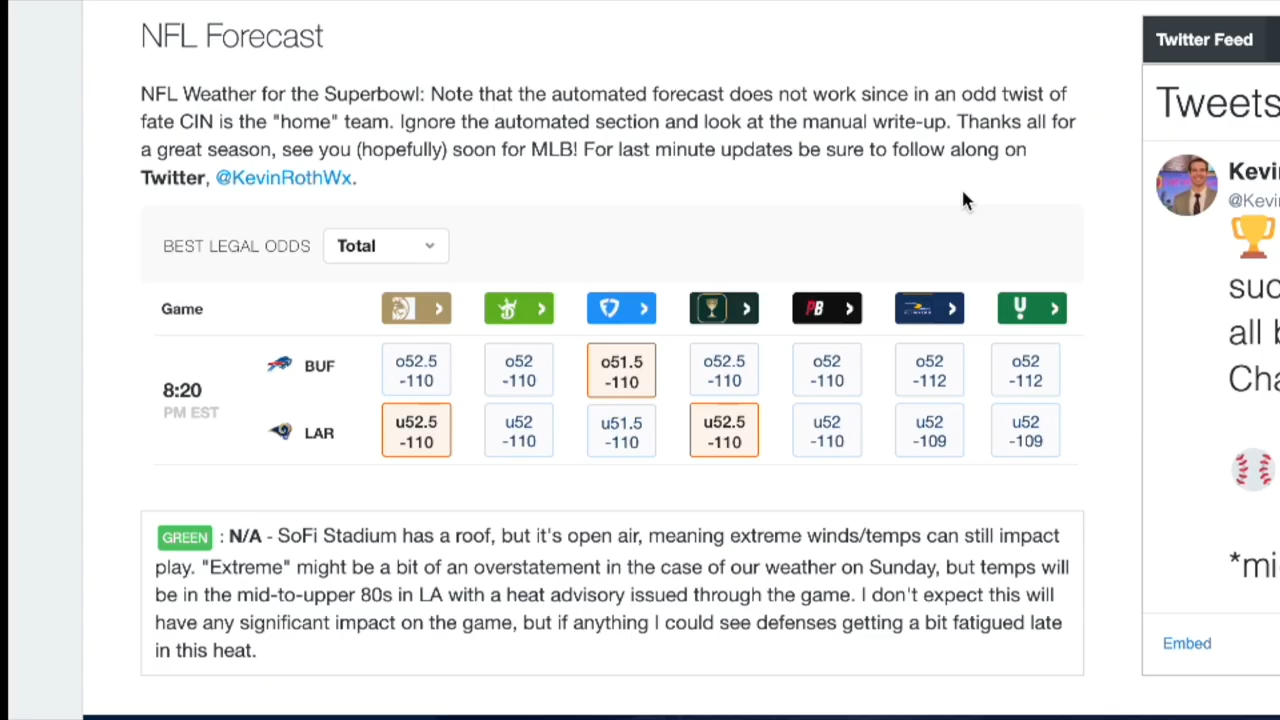 NFL Forecast
NFL Weather for the Superbowl: Note that the automated forecast does not work since in an odd twist of
fate CIN is the "home" team. Ignore the automated section and look at the manual write-up. Thanks all for
a great season, see you (hopefully) soon for MLB! For last minute updates be sure to follow along on
Twitter, @KevinRothWx.
BEST LEGAL ODDS Total
Game PB
BUF o52.5 o52 o51.5 o52.5 o52 o52 o52
-110 -110 -110 -110 -110 -112 -112
8:20
PM EST
LAR u52.5 u52 u51.5 u52.5 u52 u52 u52
-110 -110 -110 -110 -110 -109 -109
GREEN : N/A - SoFi Stadium has a roof, but it's open air, meaning extreme winds/temps can still impact
play. "Extreme" might be a bit of an overstatement in the case of our weather on Sunday, but temps will
be in the mid-to-upper 80s in LA with a heat advisory issued through the game. I don't expect this will
have any significant impact on the game, but if anything I could see defenses getting a bit fatigued late
in this heat.
Twitter Feed
Tweets
Kevi
@Kevi
suc
all b
Cha
*mi
Embed